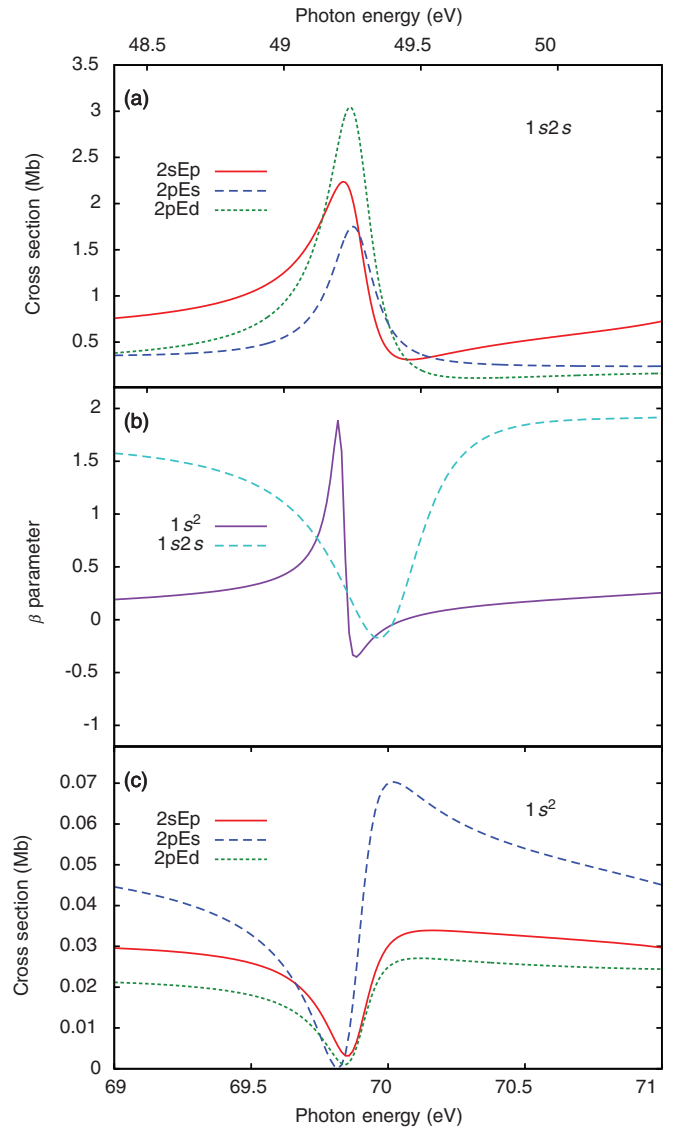 Photon energy (eV)
48.5 49 49.5 50
(a)
1s2s
2sEp
2pEs
2pEd
Cross section (Mb)
3.5
3
2.5
2
1.5
1
0.5
(b)
1s²
1s2s
β parameter
2
1.5
1
0.5
0
-0.5
-1
(c)
1s²
2sEp
2pEs
2pEd
Cross section (Mb)
0.07
0.06
0.05
0.04
0.03
0.02
0.01
0
69 69.5 70 70.5 71
Photon energy (eV)